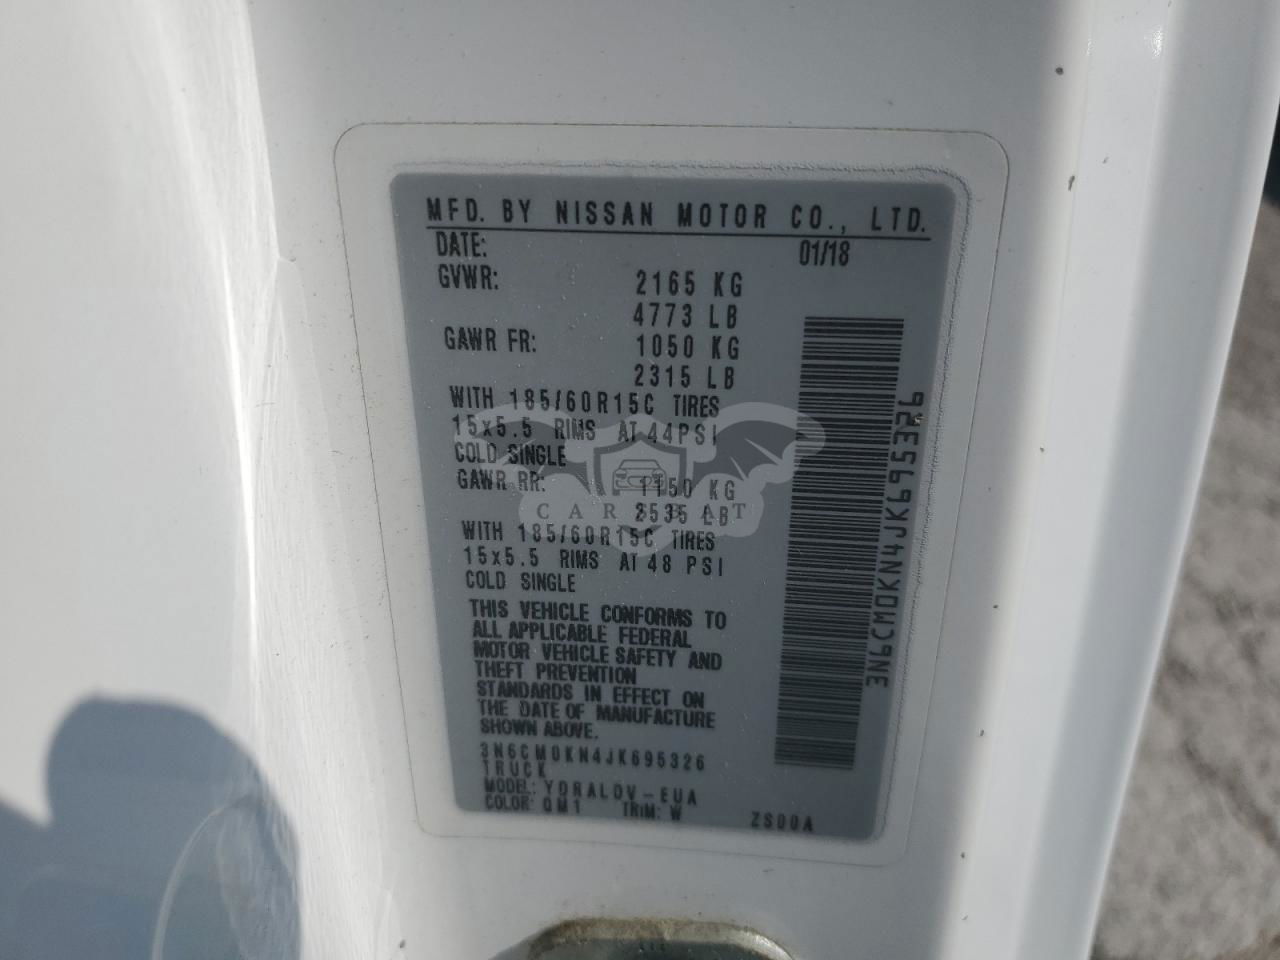 MFD. BY NISSAN MOTOR CO., LTD.
DATE: 01/18
GVWR: 2165 KG
4773 LB
GAWR FR: 1050 KG
2315 LB
WITH 185/60R15C TIRES
15x5.5 RIMS AT 44PSI
COLD SINGLE
GAWR RR: 1150 KG
2535 LB
WITH 185/60R15C TIRES
15x5.5 RIMS AT 48 PSI
COLD SINGLE
THIS VEHICLE CONFORMS TO
ALL APPLICABLE FEDERAL
MOTOR VEHICLE SAFETY AND
THEFT PREVENTION
STANDARDS IN EFFECT ON
THE DATE OF MANUFACTURE
SHOWN ABOVE.
3N6CM0KN4JK695326
TRUCK
MODEL: YDRALDV-EUA
COLOR: QM1 TRIM: W ZS00A
3N6CM0KN4JK695326
CARSBAT